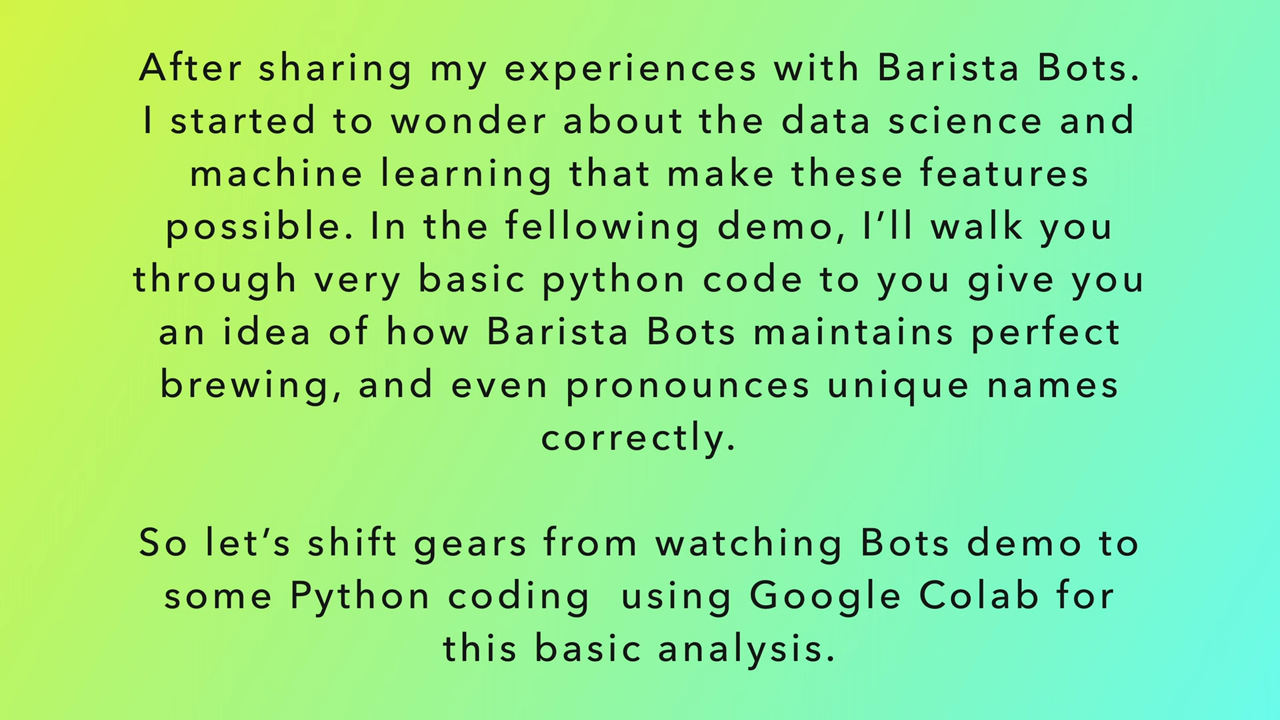 After sharing my experiences with Barista Bots.
I started to wonder about the data science and
machine learning that make these features
possible. In the fellowing demo, I’ll walk you
through very basic python code to you give you
an idea of how Barista Bots maintains perfect
brewing, and even pronounces unique names
correctly.
So let’s shift gears from watching Bots demo to
some Python coding  using Google Colab for
this basic analysis.